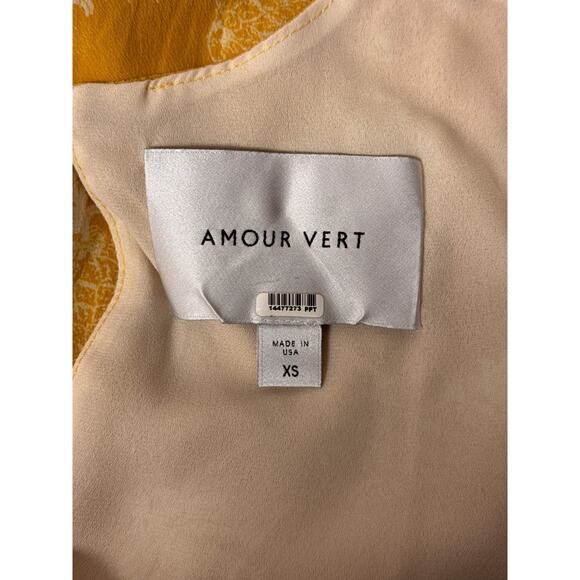 AMOUR VERT
14477273 PPT
MADE IN
USA
XS